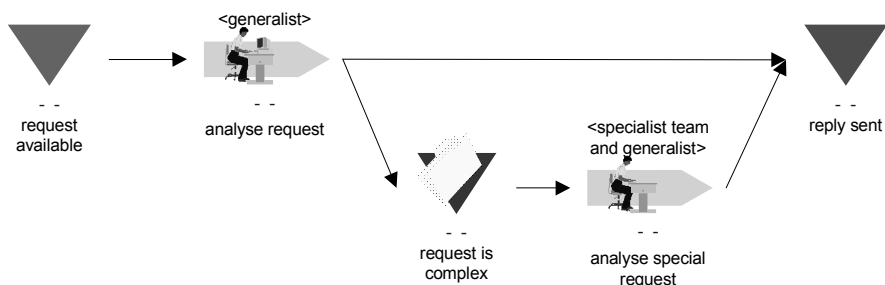 <generalist>
- -
request
available
- -
analyse request
- -
request is
complex
<specialist team
and generalist>
- -
analyse special
request
- -
reply sent